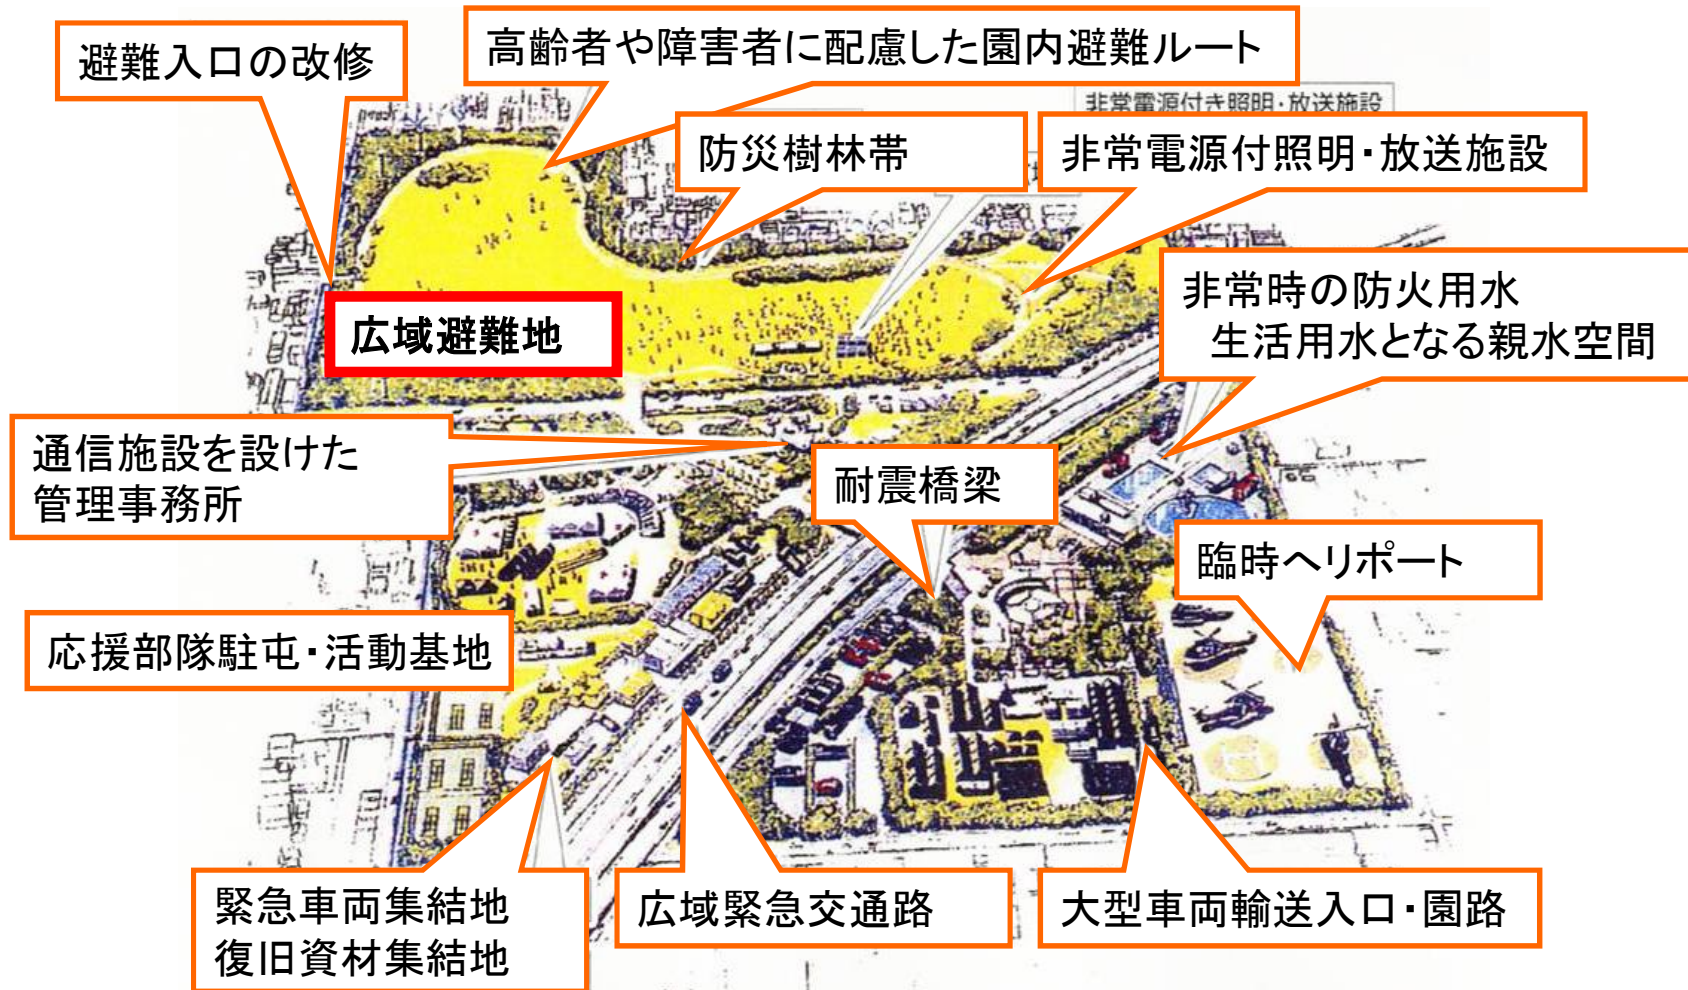 避難入口の改修
高齢者や障害者に配慮した園内避難ルート
非常電源付き照明・放送施設
防災樹林帯
非常電源付照明・放送施設
広域避難地
非常時の防火用水
生活用水となる親水空間
通信施設を設けた
管理事務所
耐震橋梁
臨時ヘリポート
応援部隊駐屯・活動基地
緊急車両集結地
復旧資材集結地
広域緊急交通路
大型車両輸送入口・園路